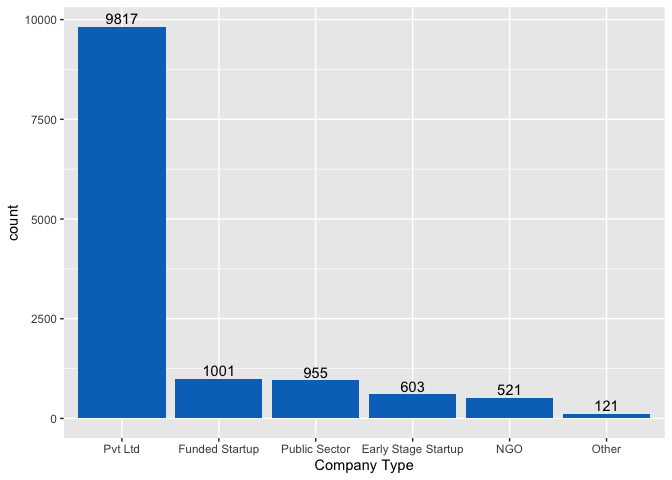 10000
7500
5000
2500
0
count
9817
1001
955
603
521
121
Pvt Ltd
Funded Startup
Public Sector
Early Stage Startup
NGO
Other
Company Type